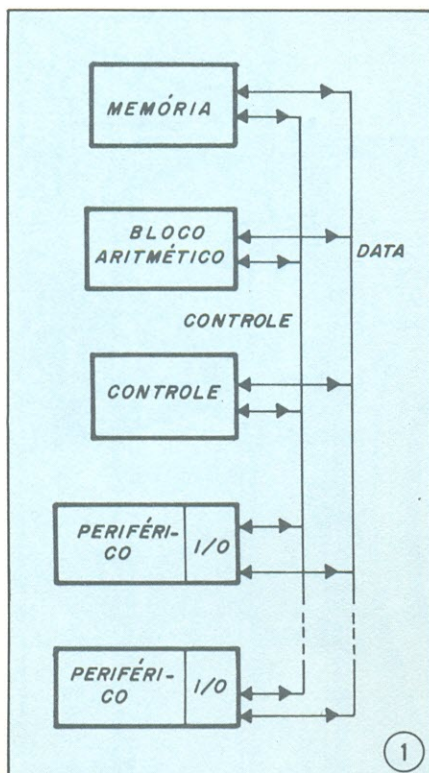 MEMÓRIA
BLOCO
ARITMÉTICO
DATA
CONTROLE
CONTROLE
PERIFÉRI-
CO
I/O
PERIFÉRI-
CO
I/O
1